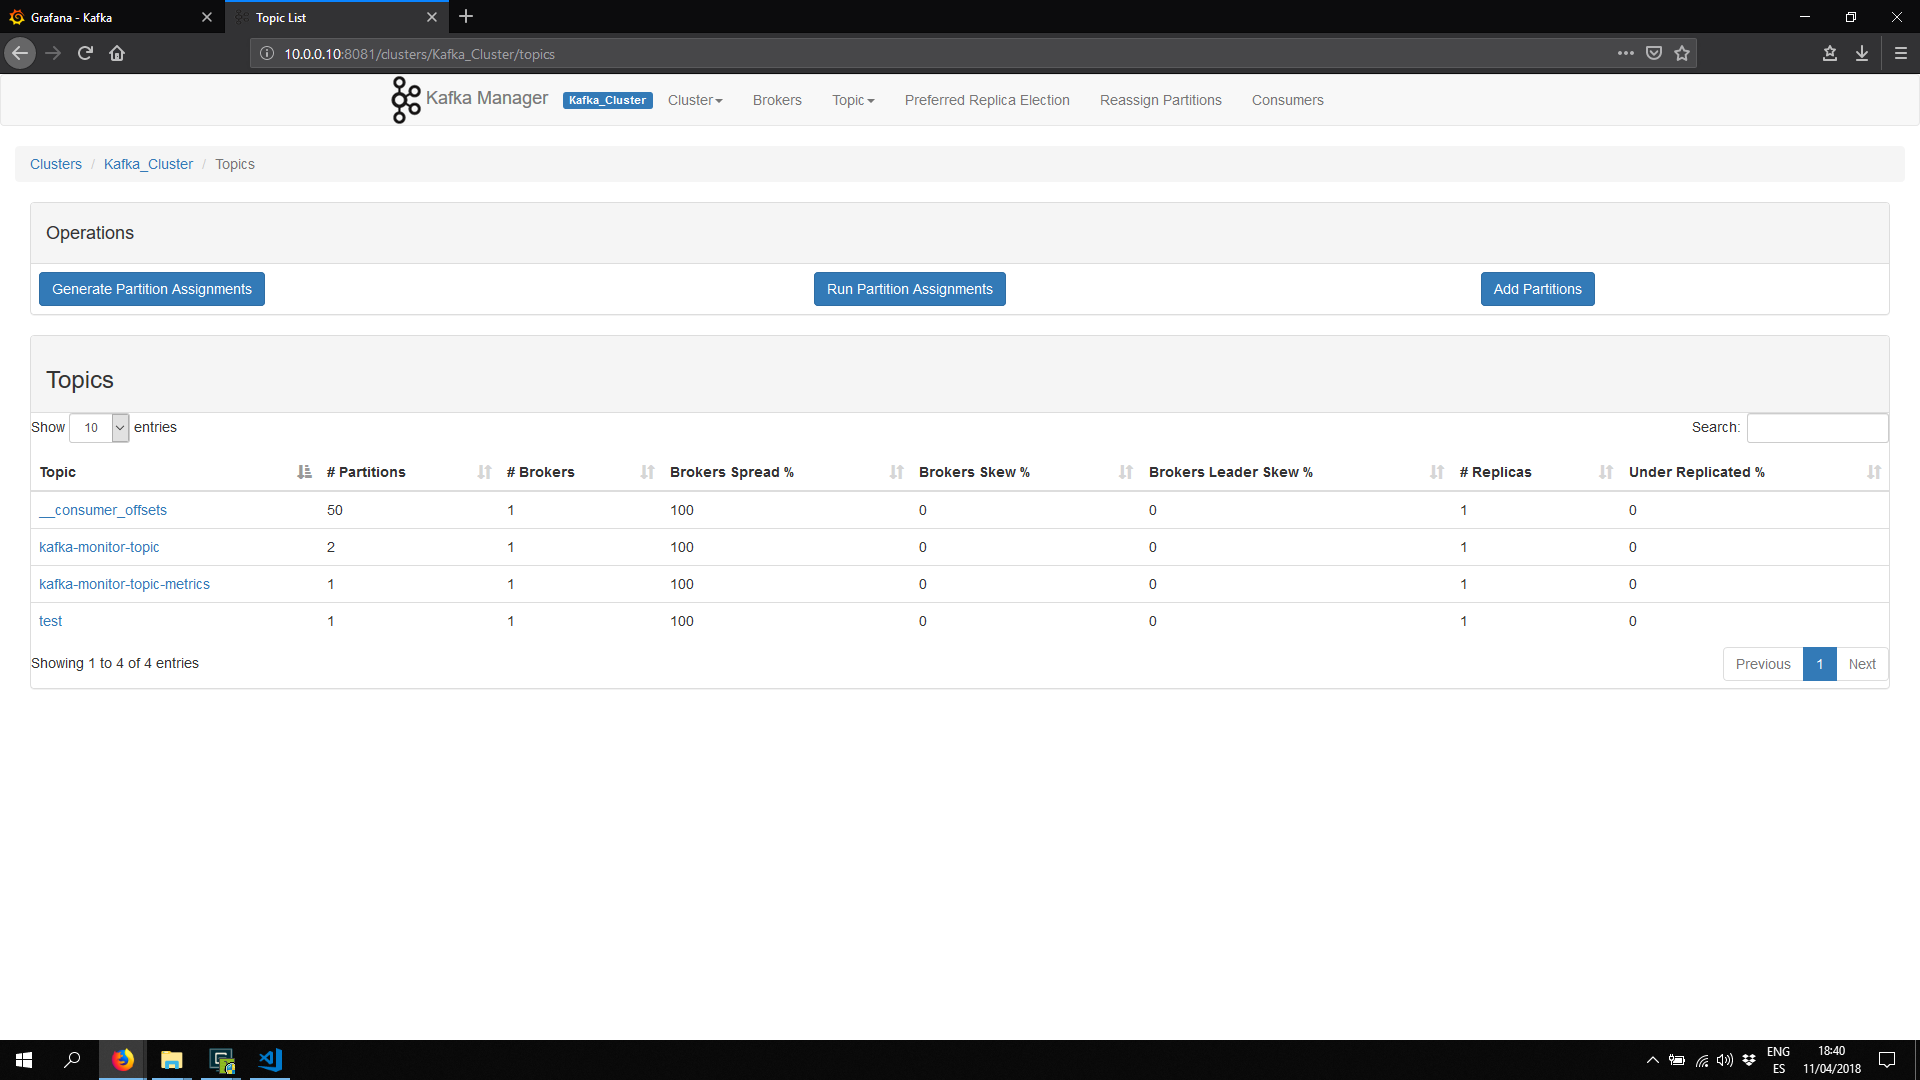 Grafana - Kafka
Topic List
10.0.0.10:8081/clusters/Kafka_Cluster/topics
Kafka Manager Kafka_Cluster Cluster Brokers Topic Preferred Replica Election Reassign Partitions Consumers
Clusters / Kafka_Cluster / Topics
Operations
Generate Partition Assignments Run Partition Assignments Add Partitions
Topics
Show 10 entries Search:
Topic # Partitions # Brokers Brokers Spread % Brokers Skew % Brokers Leader Skew % # Replicas Under Replicated %
__consumer_offsets 50 1 100 0 0 1 0
kafka-monitor-topic 2 1 100 0 0 1 0
kafka-monitor-topic-metrics 1 1 100 0 0 1 0
test 1 1 100 0 0 1 0
Showing 1 to 4 of 4 entries Previous 1 Next
ENG 18:40
ES 11/04/2018